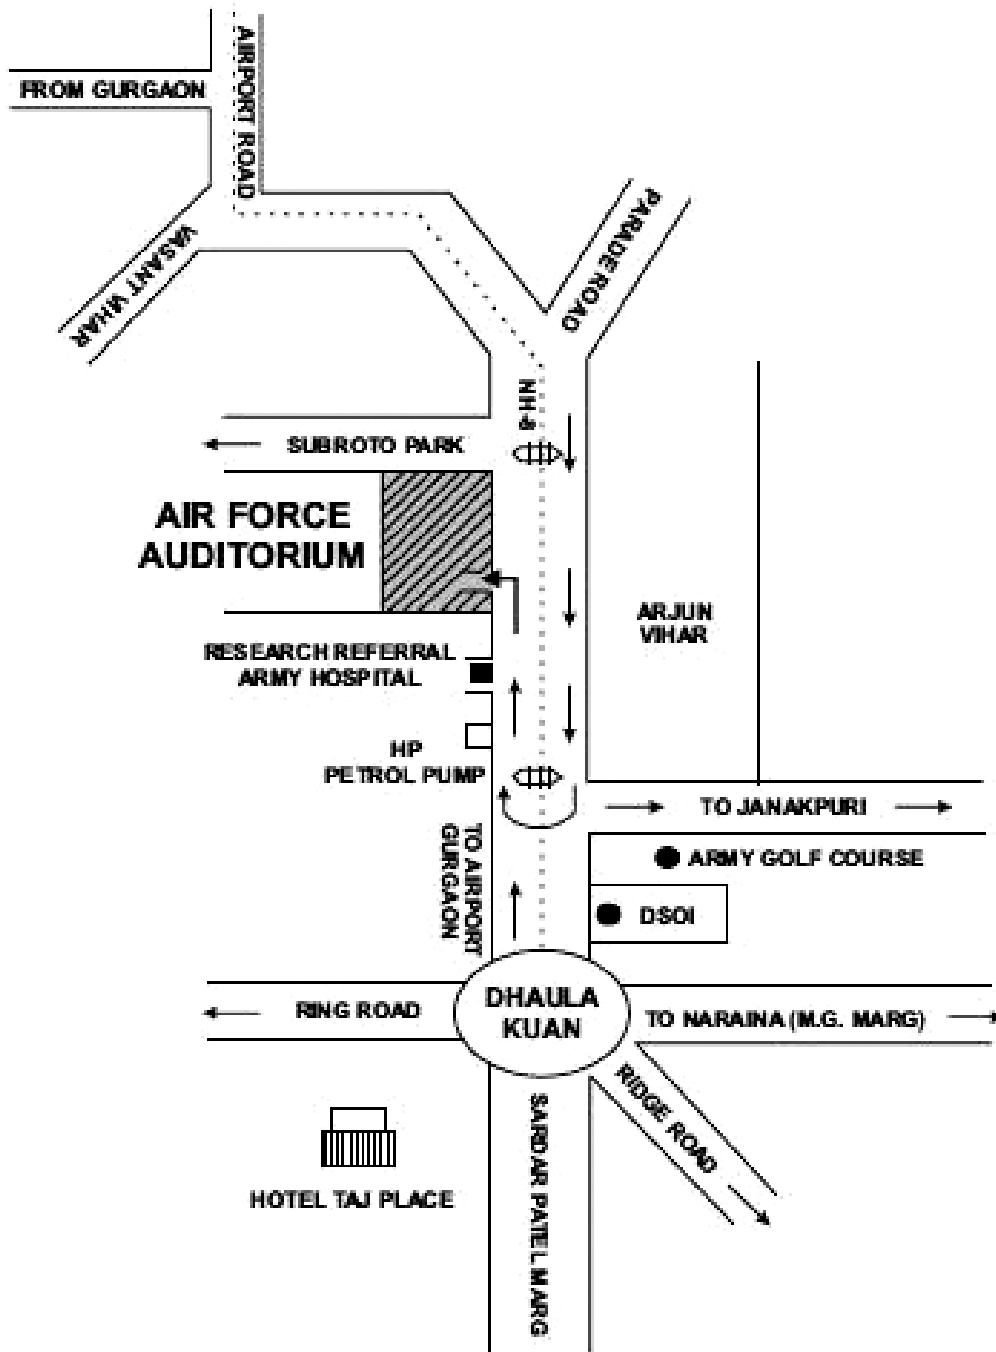 AIRPORT ROAD
FROM GURGAON
PARADE ROAD
VASANT VIHAR
NH-8
SUBROTO PARK
AIR FORCE
AUDITORIUM
ARJUN
VIHAR
RESEARCH REFERRAL
ARMY HOSPITAL
HP
PETROL PUMP
TO JANAKPURI
TO AIRPORT
GURGAON
ARMY GOLF COURSE
DSOI
DHAULA
KUAN
RING ROAD
TO NARAINA (M.G. MARG)
RIDGE ROAD
SARDAR PATEL MARG
HOTEL TAJ PLACE